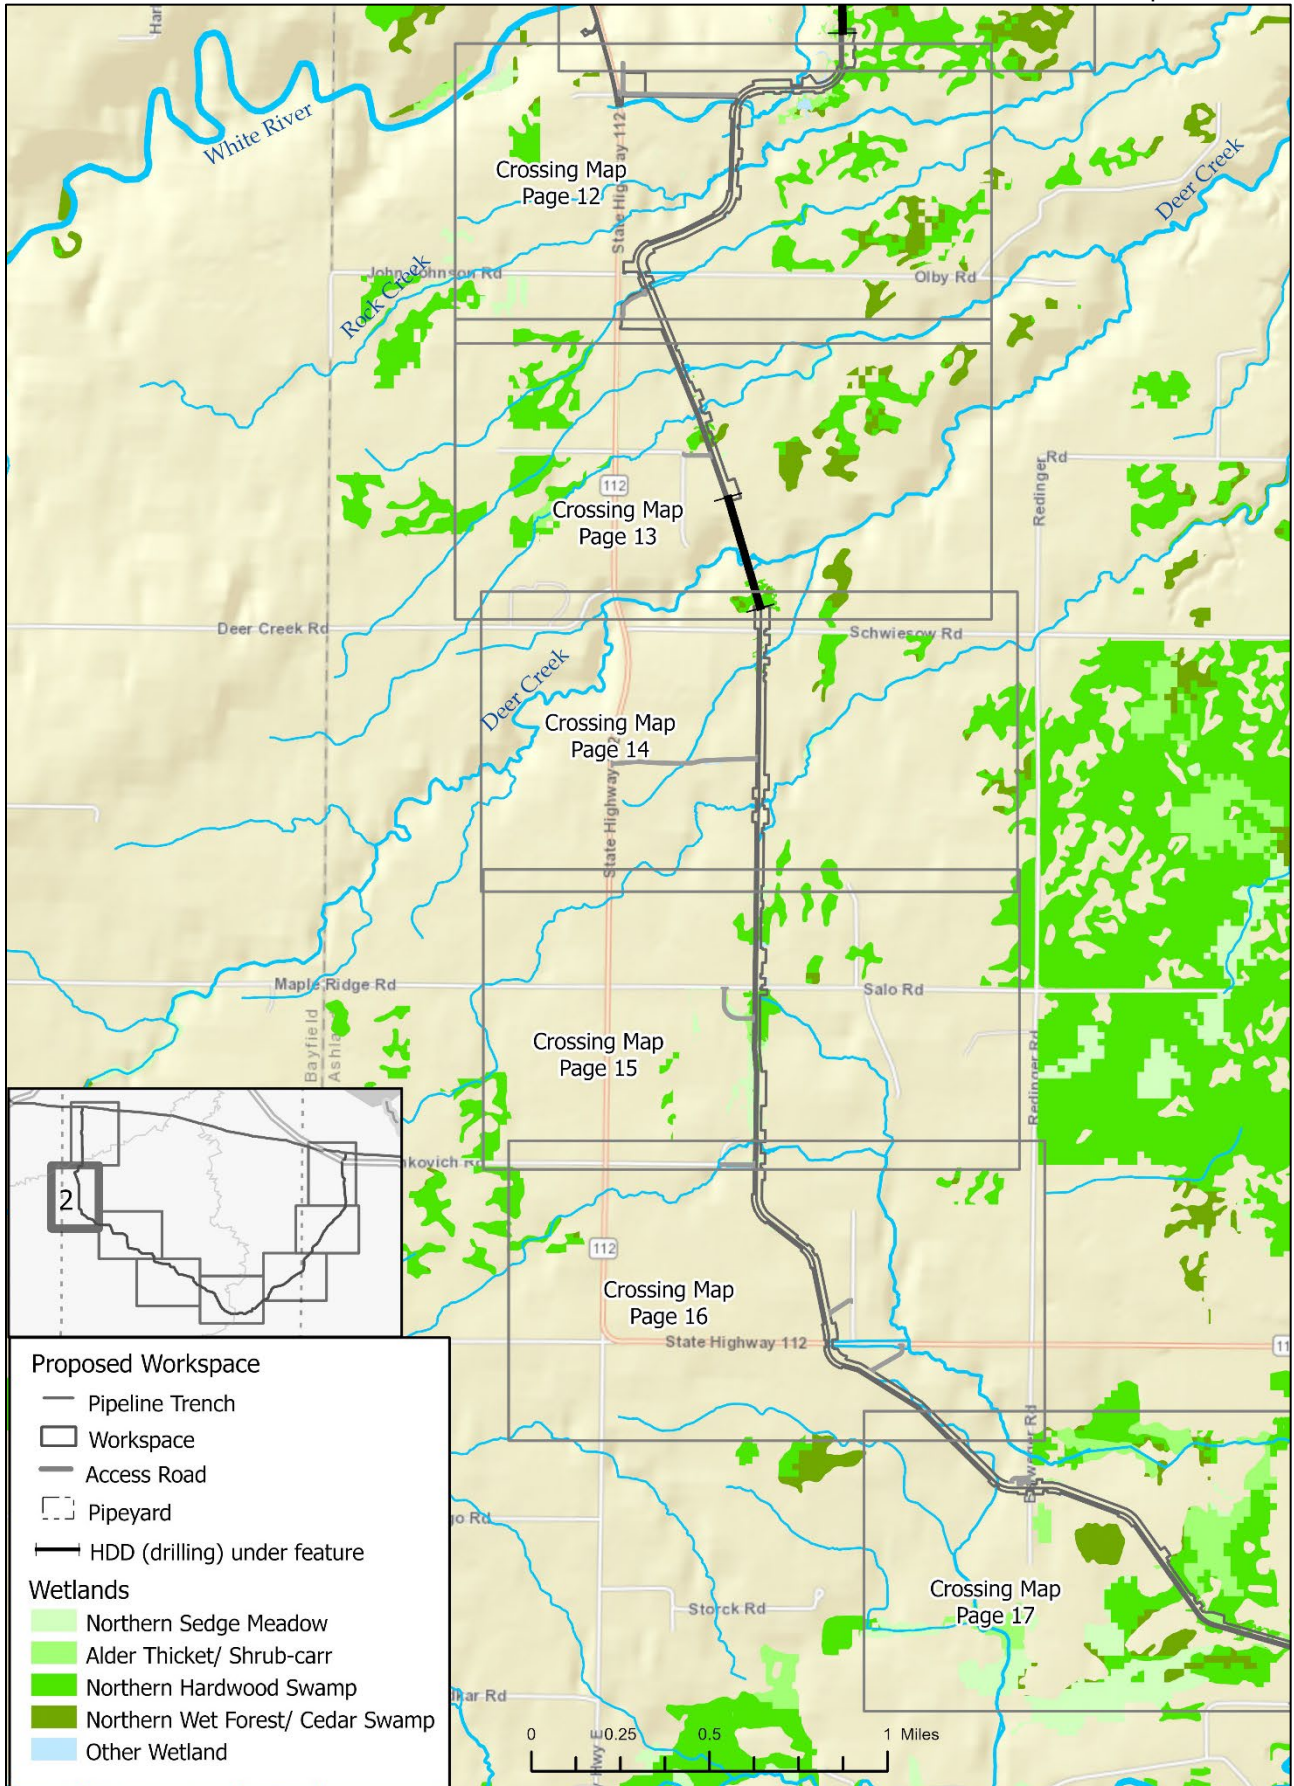 White River
State Highway 112
Crossing Map
Page 12
Deer Creek
Rock Creek
John Johnson Rd
Olby Rd
Redinger Rd
112
Crossing Map
Page 13
Deer Creek Rd
Schwiesow Rd
Deer Creek
Crossing Map
Page 14
Maple Ridge Rd
Salo Rd
Bayfield
Crossing Map
Page 15
Redinger Rd
2
112
Crossing Map
Page 16
State Highway 112
Proposed Workspace
Pipeline Trench
Workspace
Access Road
Pipeyard
HDD (drilling) under feature
Wetlands
Northern Sedge Meadow
Alder Thicket/ Shrub-carr
Northern Hardwood Swamp
Northern Wet Forest/ Cedar Swamp
Other Wetland
Crossing Map
Page 17
Storck Rd
Hwy E
0 0.25 0.5 1 Miles